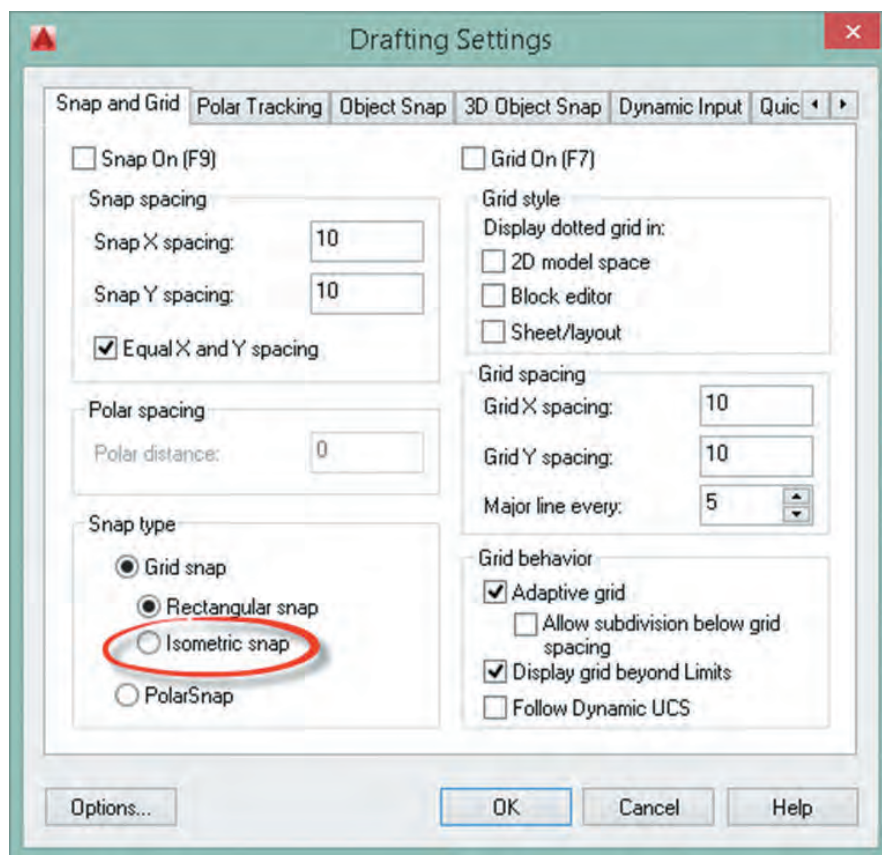 Drafting Settings
Snap and Grid
Polar Tracking
Object Snap
3D Object Snap
Dynamic Input
Quic
Snap On (F9)
Snap spacing
Snap X spacing:
10
Snap Y spacing:
10
Equal X and Y spacing
Polar spacing
Polar distance:
0
Snap type
Grid snap
Rectangular snap
Isometric snap
PolarSnap
Grid On (F7)
Grid style
Display dotted grid in:
2D model space
Block editor
Sheet/layout
Grid spacing
Grid X spacing:
10
Grid Y spacing:
10
Major line every:
5
Grid behavior
Adaptive grid
Allow subdivision below grid
spacing
Display grid beyond Limits
Follow Dynamic UCS
Options...
OK
Cancel
Help